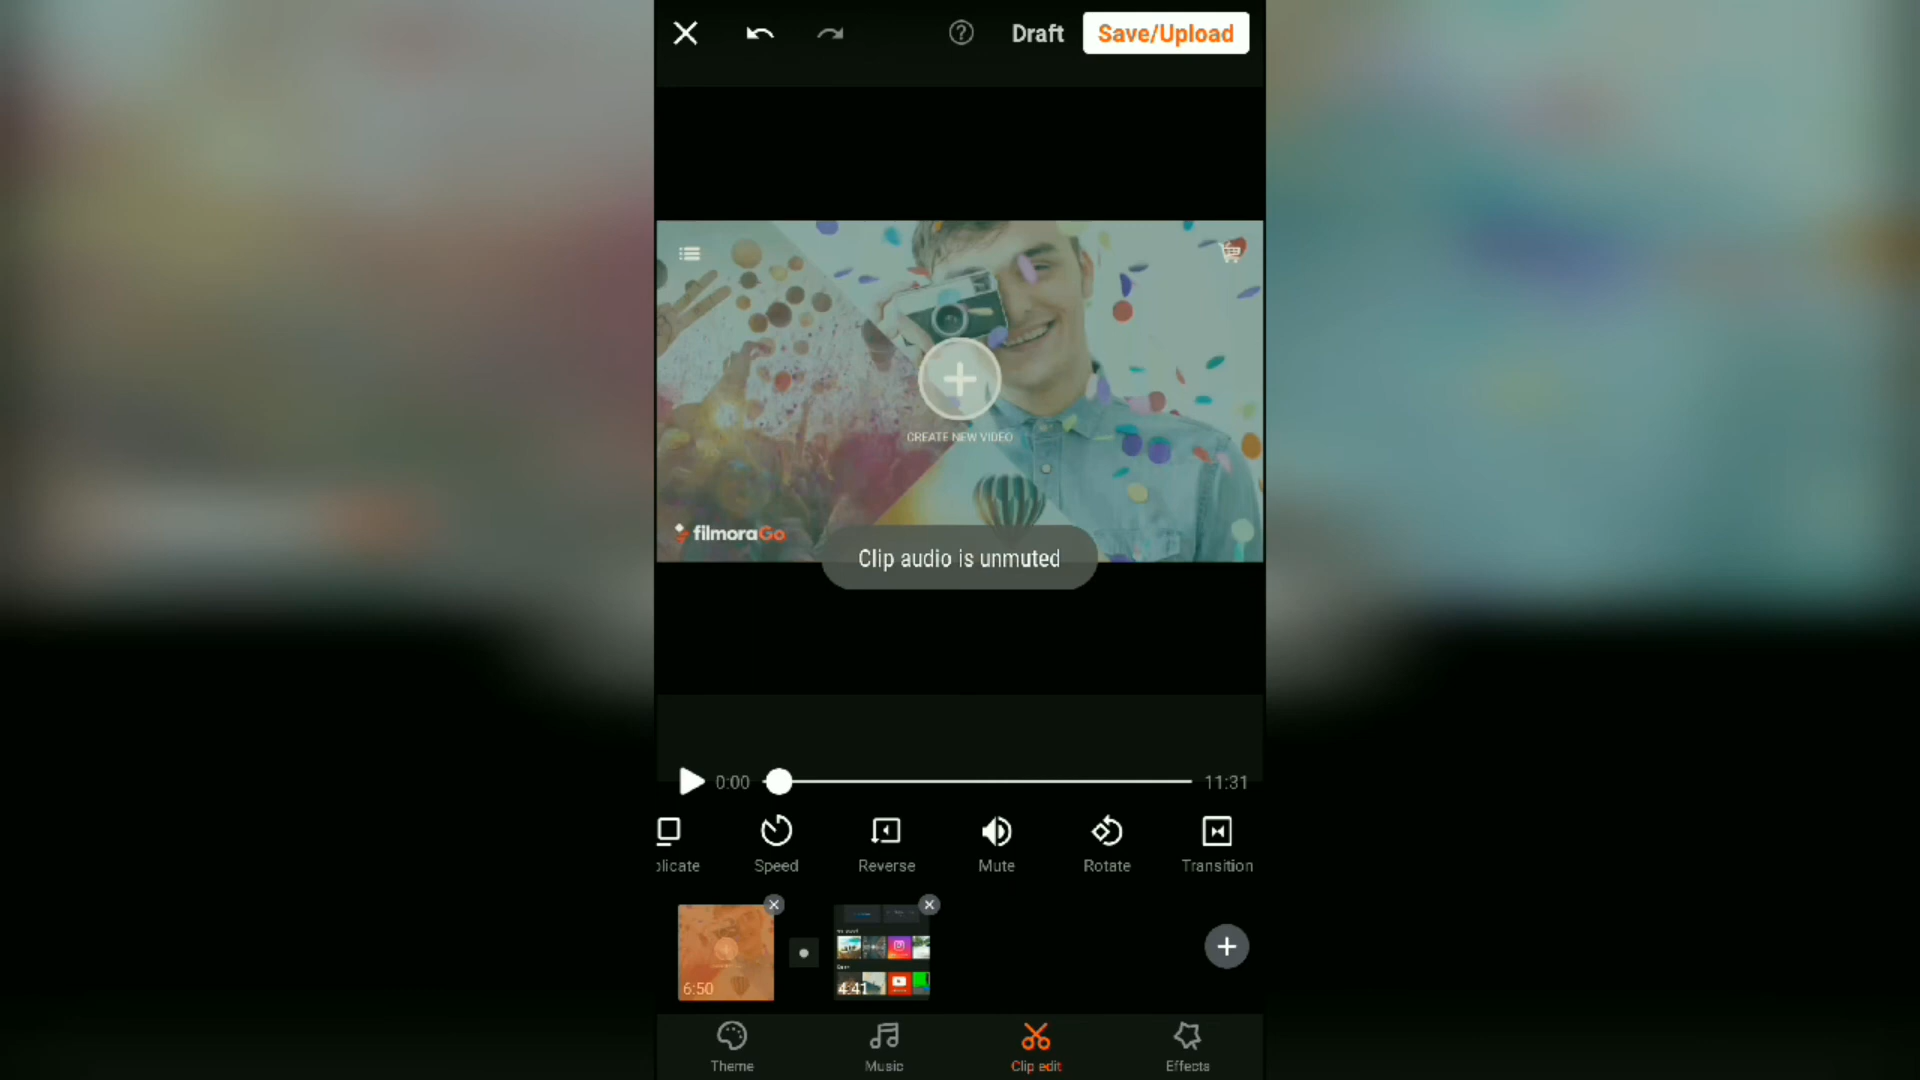 Draft
Save/Upload
CREATE NEW VIDEO
filmoraGo
Clip audio is unmuted
0:00
11:31
plicate
Speed
Reverse
Mute
Rotate
Transition
6:50
4:41
Theme
Music
Clip edit
Effects